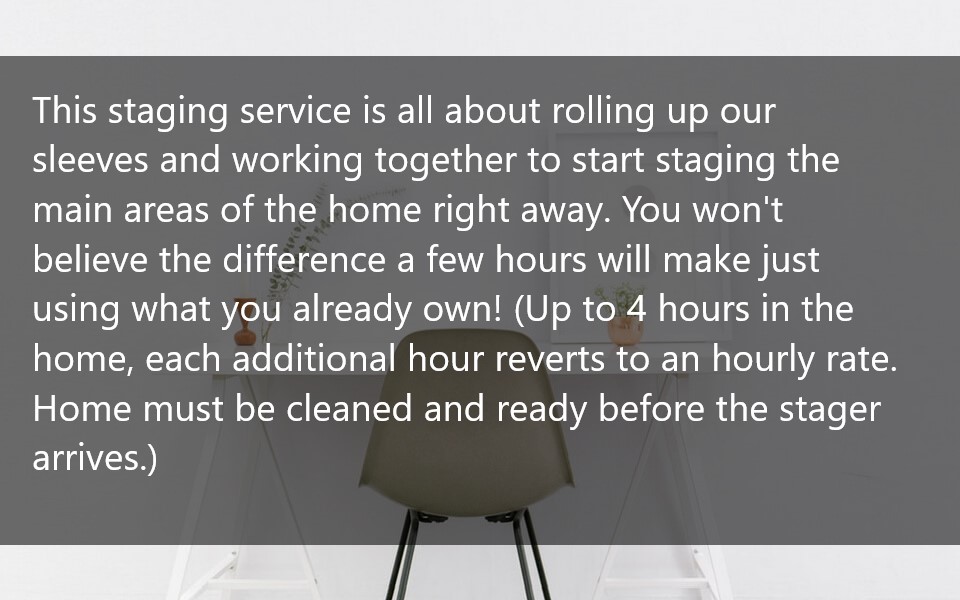 This staging service is all about rolling up our
sleeves and working together to start staging the
main areas of the home right away. You won't
believe the difference a few hours will make just
using what you already own! (Up to 4 hours in the
home, each additional hour reverts to an hourly rate.
Home must be cleaned and ready before the stager
arrives.)